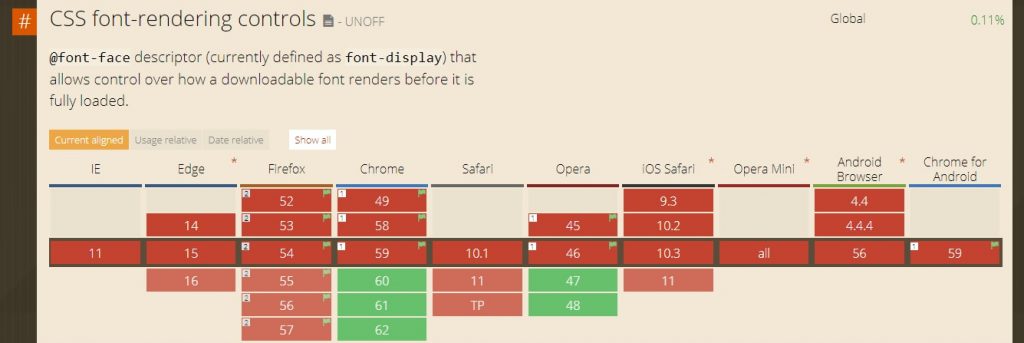 # CSS font-rendering controls - UNOFF Global 0.11%
@font-face descriptor (currently defined as font-display) that
allows control over how a downloadable font renders before it is
fully loaded.
Current aligned Usage relative Date relative Show all
IE Edge * Firefox Chrome Safari Opera iOS Safari * Opera Mini * Android Browser * Chrome for Android
2 52 1 49 9.3 4.4
14 2 53 1 58 1 45 10.2 4.4.4
11 15 2 54 1 59 10.1 1 46 10.3 all 56 1 59
16 2 55 60 11 47 11
2 56 61 TP 48
2 57 62